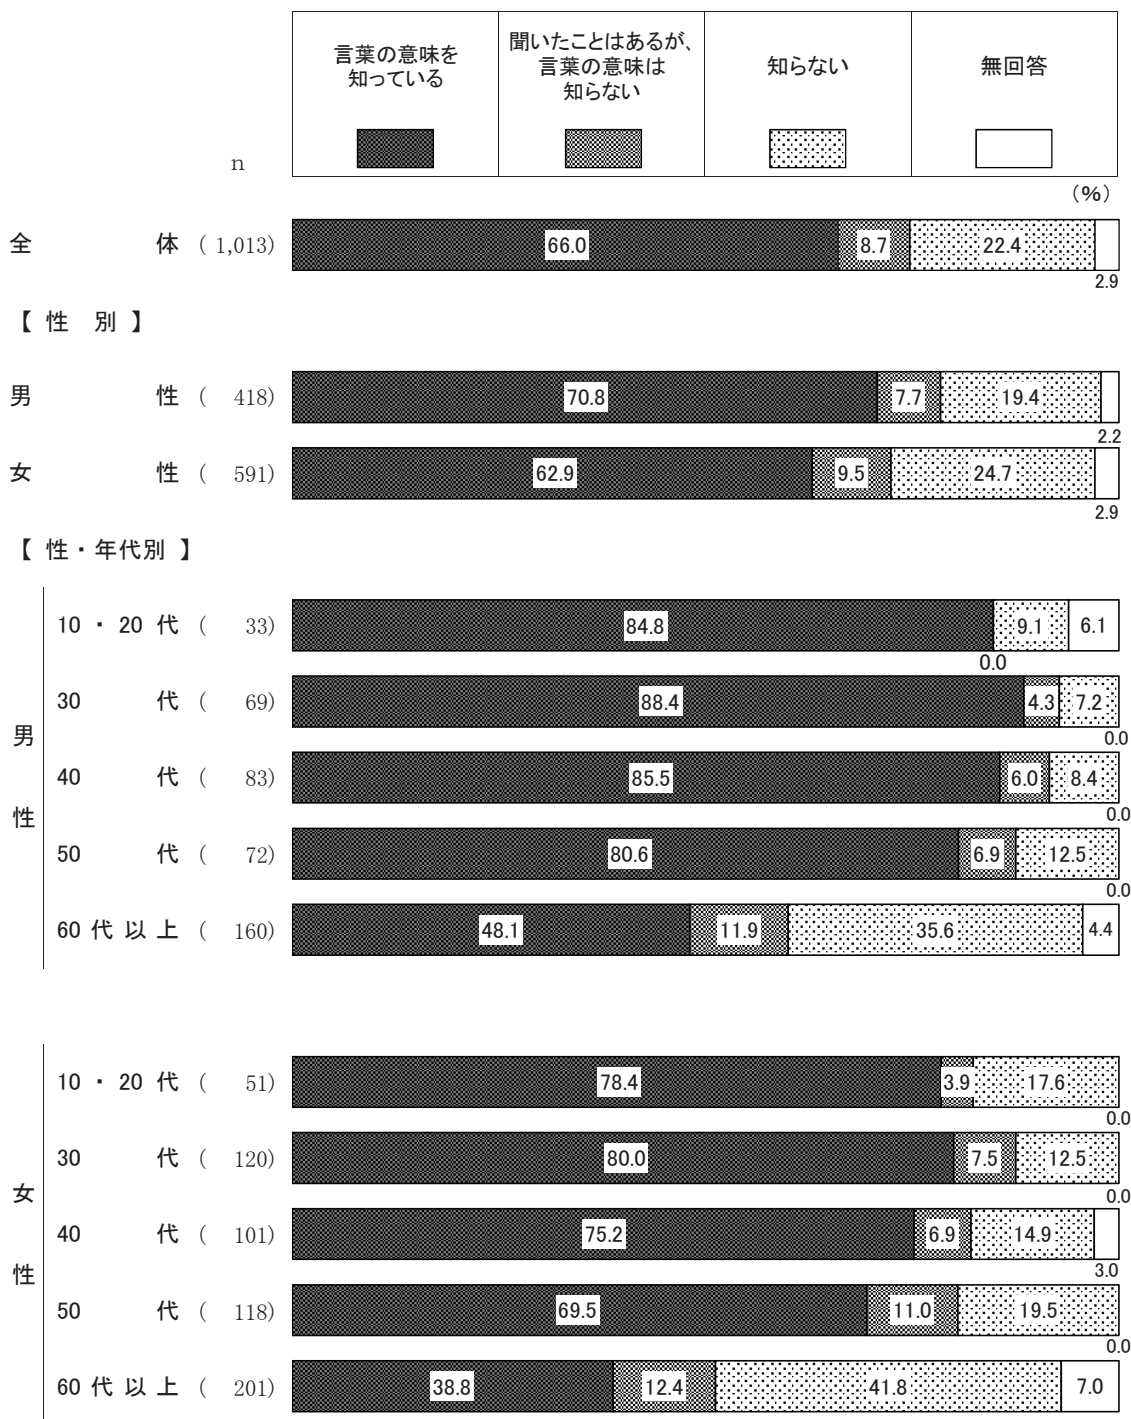 言葉の意味を
知っている
聞いたことはあるが、
言葉の意味は
知らない
知らない
無回答
n
(%)
全 体 ( 1,013) 66.0 8.7 22.4
2.9
【 性 別 】
男 性 ( 418) 70.8 7.7 19.4
2.2
女 性 ( 591) 62.9 9.5 24.7
2.9
【 性・年代別 】
男性
10 ・ 20 代 ( 33) 84.8 9.1 6.1
0.0
30 代 ( 69) 88.4 4.3 7.2
0.0
40 代 ( 83) 85.5 6.0 8.4
0.0
50 代 ( 72) 80.6 6.9 12.5
0.0
60 代 以 上 ( 160) 48.1 11.9 35.6 4.4
女性
10 ・ 20 代 ( 51) 78.4 3.9 17.6
0.0
30 代 ( 120) 80.0 7.5 12.5
0.0
40 代 ( 101) 75.2 6.9 14.9
3.0
50 代 ( 118) 69.5 11.0 19.5
0.0
60 代 以 上 ( 201) 38.8 12.4 41.8 7.0